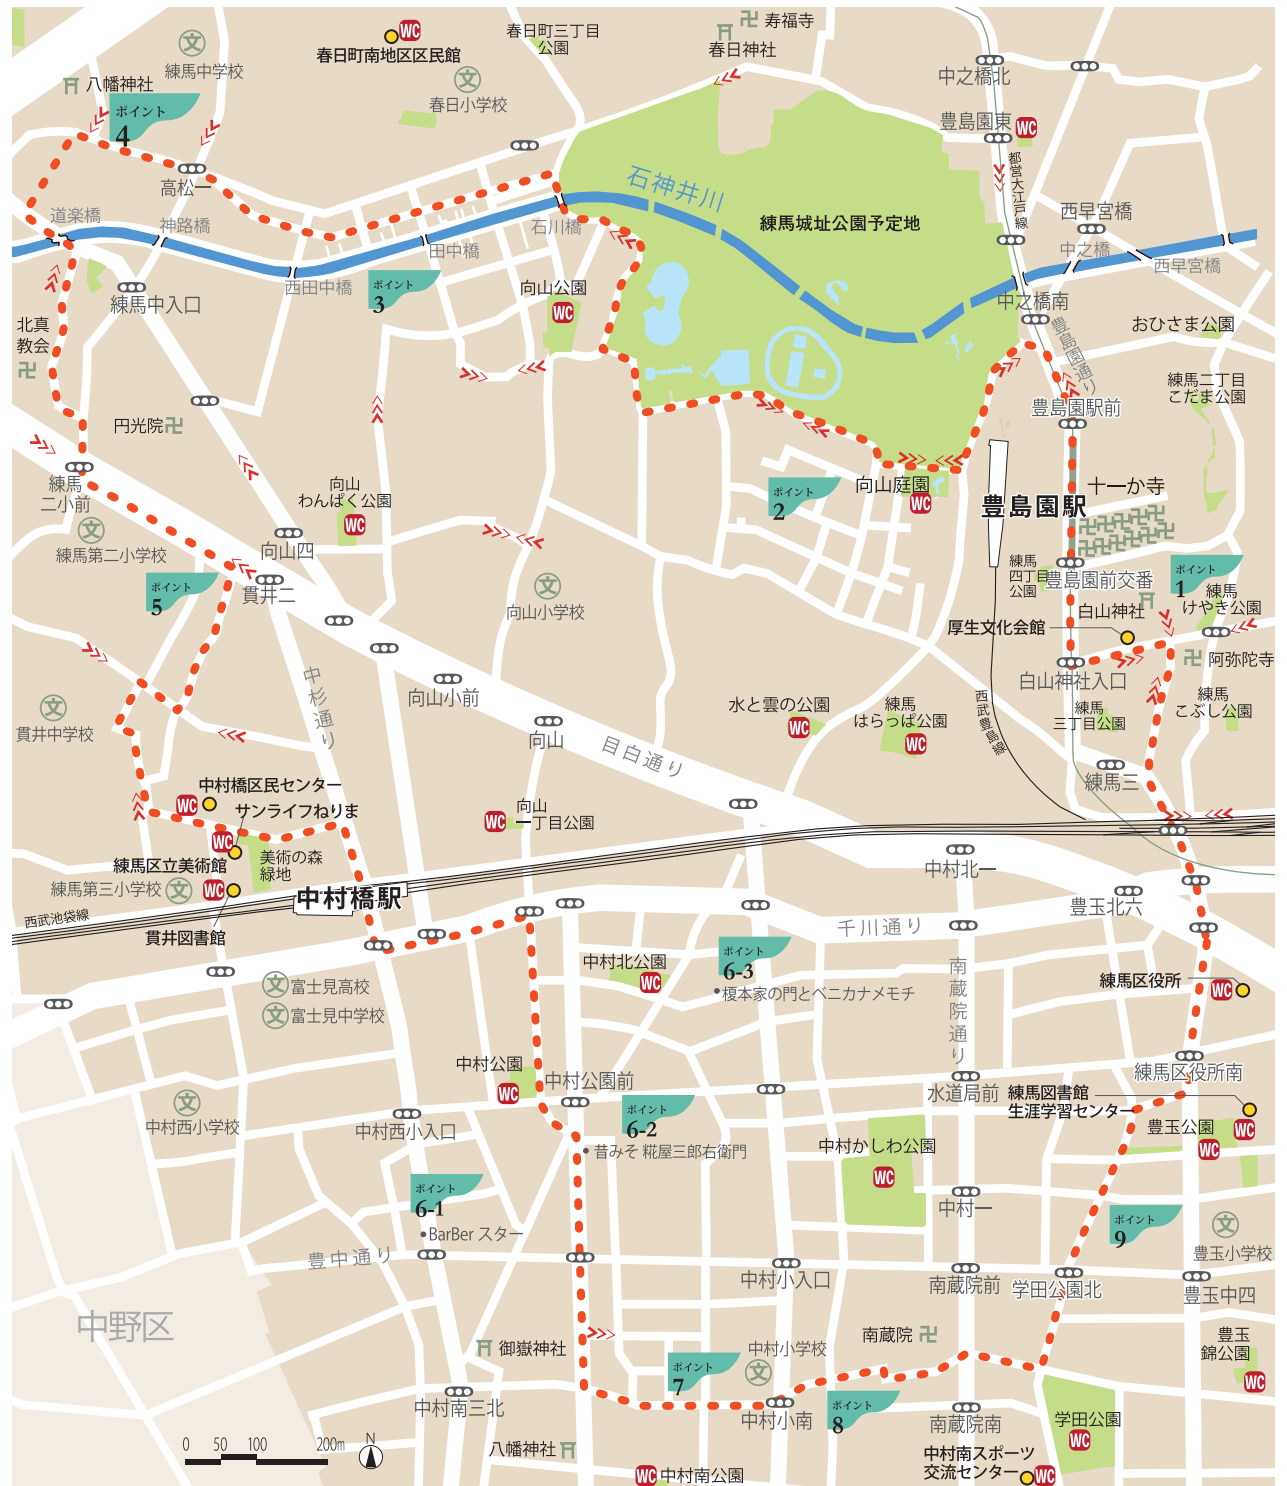 寿福寺
春日神社
春日町三丁目
公園
WC
春日町南地区区民館
文
練馬中学校
文
春日小学校
八幡神社
ポイント
4
高松一
中之橋北
豊島園東
WC
都営大江戸線
石神井川
練馬城址公園予定地
西早宮橋
中之橋
西早宮橋
道楽橋
神路橋
石川橋
田中橋
西田中橋
ポイント
3
向山公園
WC
練馬中入口
中之橋南
豊島園通り
おひさま公園
北真
教会
練馬二丁目
こだま公園
豊島園駅前
円光院
練馬
二小前
文
練馬第二小学校
向山
わんぱく公園
WC
向山四
ポイント
2
向山庭園
WC
豊島園駅
十一か寺
練馬
四丁目
公園
豊島園前交番
ポイント
1
練馬
けやき公園
白山神社
厚生文化会館
阿弥陀寺
白山神社入口
練馬
三丁目公園
練馬
こぶし公園
西武豊島線
練馬三
ポイント
5
貫井二
文
向山小学校
中杉通り
向山小前
向山
目白通り
水と雲の公園
WC
練馬
はらっぱ公園
WC
文
貫井中学校
中村橋区民センター
WC
サンライフねりま
WC
練馬区立美術館
美術の森
緑地
練馬第三小学校
文
WC
貫井図書館
西武池袋線
中村橋駅
向山
一丁目公園
WC
中村北一
豊玉北六
千川通り
文
富士見高校
文
富士見中学校
中村北公園
WC
ポイント
6-3
榎本家の門とベニカナメモチ
南蔵院通り
練馬区役所
WC
練馬区役所南
中村公園
WC
中村公園前
水道局前
練馬図書館
生涯学習センター
WC
豊玉公園
WC
文
中村西小学校
中村西小入口
ポイント
6-2
昔みそ 糀屋三郎右衛門
中村かしわ公園
WC
ポイント
6-1
BarBer スター
中村一
ポイント
9
文
豊玉小学校
豊中通り
中村小入口
南蔵院前
学田公園北
豊玉中四
中野区
御嶽神社
中村小学校
文
南蔵院
豊玉
錦公園
WC
ポイント
7
ポイント
8
中村南三北
中村小南
南蔵院南
学田公園
WC
八幡神社
WC
中村南公園
中村南スポーツ
交流センター
WC
0 50 100 200m
N